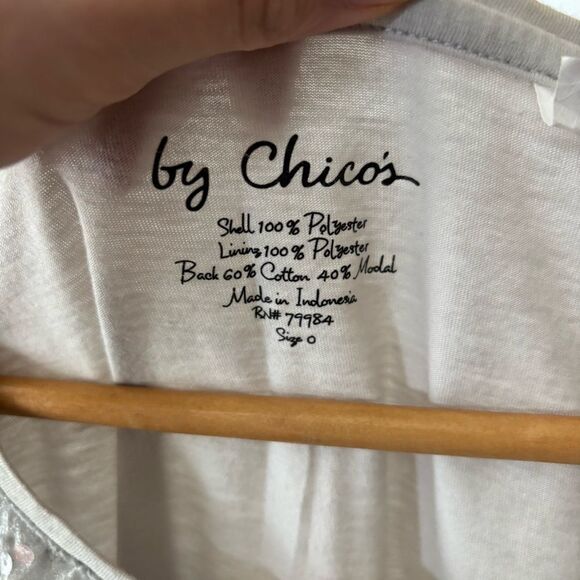 by Chico's
Shell 100% Polyester
Lining 100% Polyester
Back 60% Cotton 40% Modal
Made in Indonesia
RN# 79984
Size 0